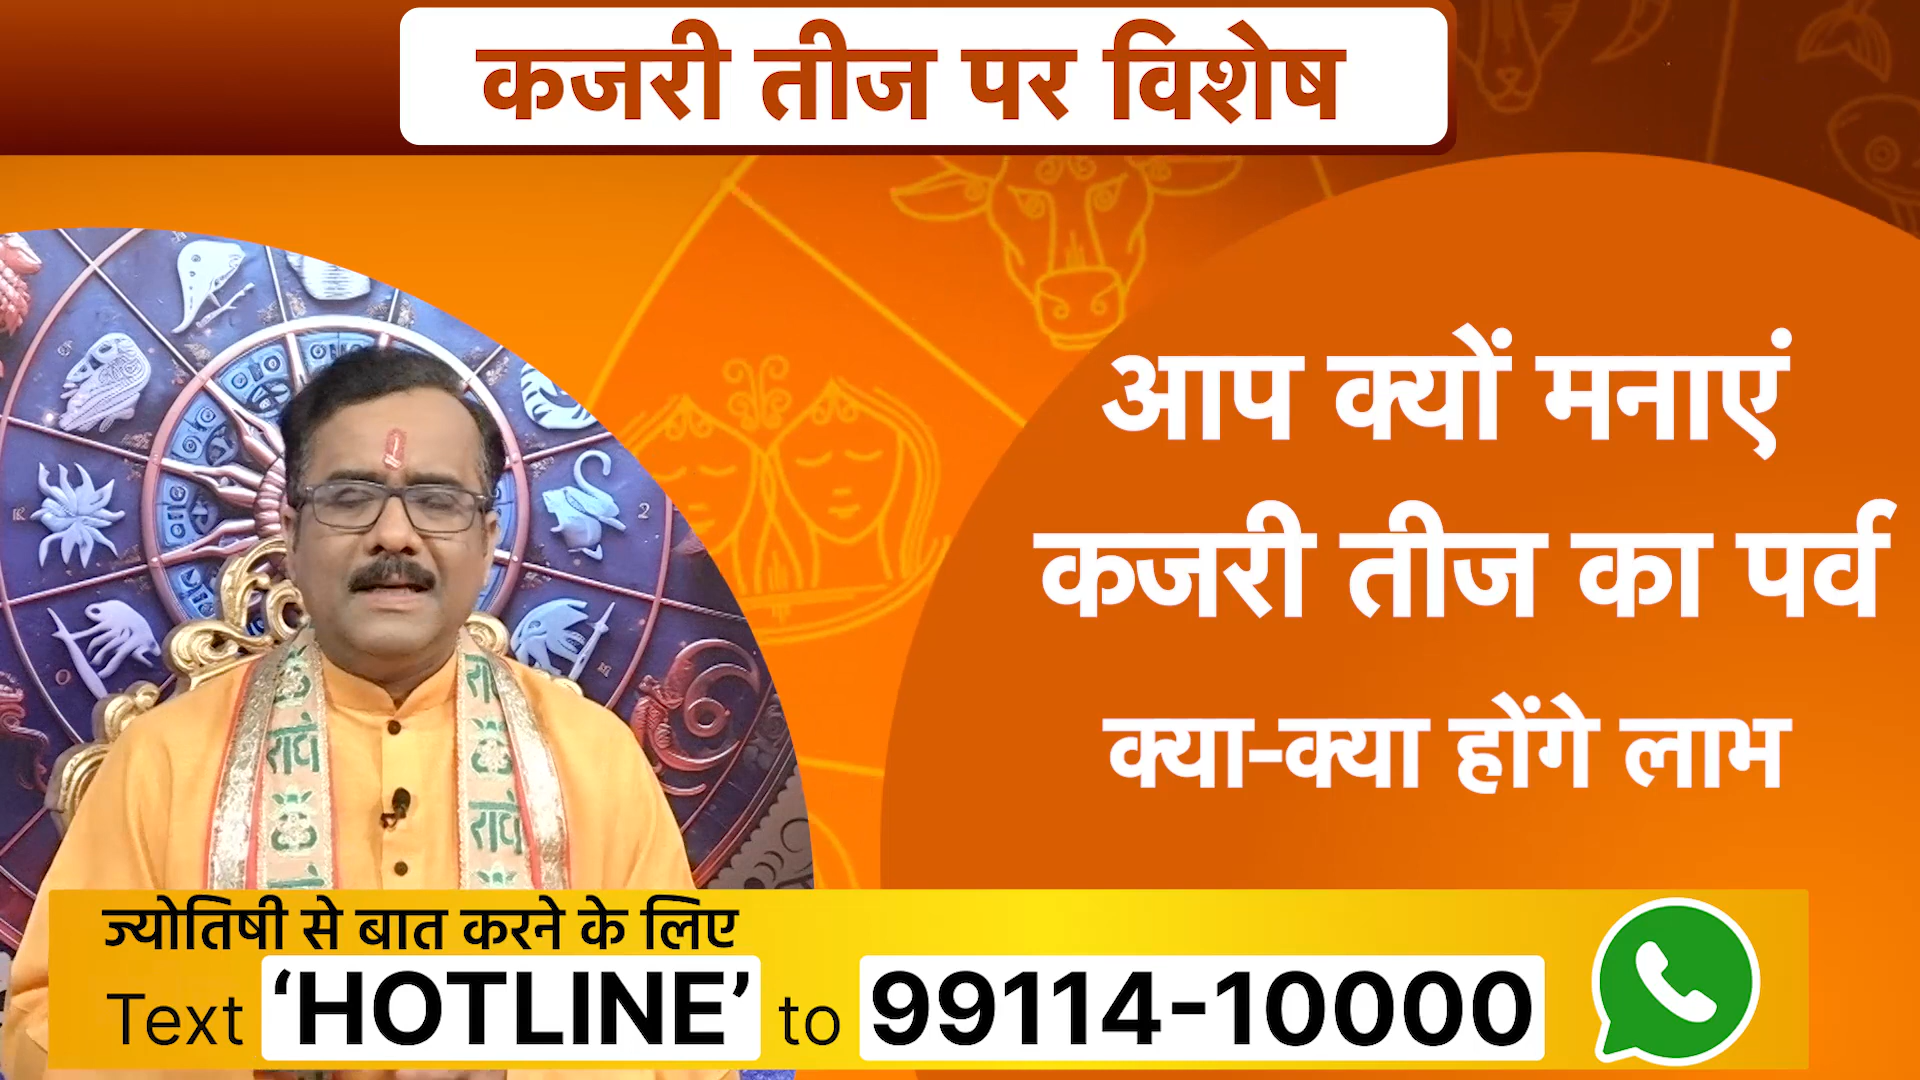 कजरी तीज पर विशेष
आप क्यों मनाएं
कजरी तीज का पर्व
क्या-क्या होंगे लाभ
राधे
राधे
राधे
ज्योतिषी से बात करने के लिए
Text ‘HOTLINE’ to 99114-10000